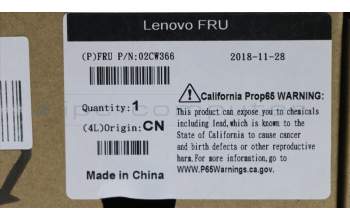 Lenovo FRU
(P)FRU P/N:02CW366
2018-11-28
Quantity:1
(4L)Origin:CN
Made in China
California Prop65 WARNING:
This product can expose you to chemicals
including lead, which is known to the
State of California to cause cancer
and birth defects or other reproductive
harm. For more information, go to
www.P65Warnings.ca.gov.